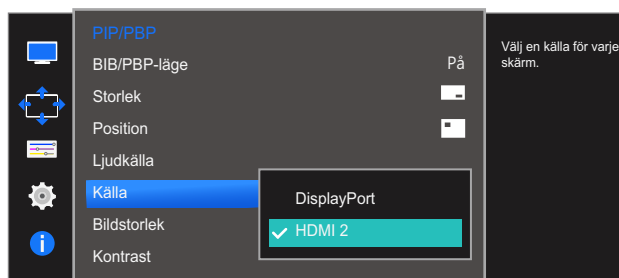 PIP/PBP
BIB/PBP-läge På
Storlek
Position
Ljudkälla
Källa
Bildstorlek
Kontrast
DisplayPort
HDMI 2
Välj en källa för varje
skärm.